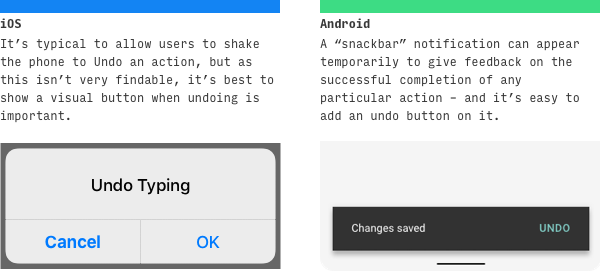 iOS
It’s typical to allow users to shake
the phone to Undo an action, but as
this isn’t very findable, it’s best to
show a visual button when undoing is
important.
Undo Typing
Cancel
OK
Android
A “snackbar” notification can appear
temporarily to give feedback on the
successful completion of any
particular action – and it’s easy to
add an undo button on it.
Changes saved
UNDO